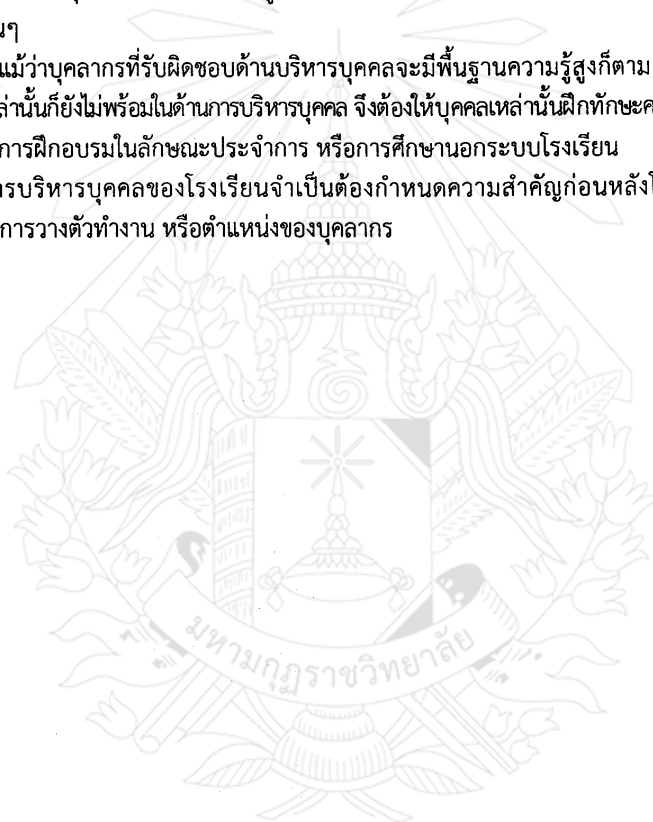 นๆ
แม้ว่าบุคลากรที่รับผิดชอบด้านบริหารบุคคลจะมีพื้นฐานความรู้สูงก็ตาม
ล่านั้นก็ยังไม่พร้อมในด้านการบริหารบุคคล จึงต้องให้บุคคลเหล่านั้นฝึกทักษะค
การฝึกอบรมในลักษณะประจำการ หรือการศึกษานอกระบบโรงเรียน
รบริหารบุคคลของโรงเรียนจำเป็นต้องกำหนดความสำคัญก่อนหลังโ
การวางตัวทำงาน หรือตำแหน่งของบุคลากร
มหามกุฏราชวิทยาลัย